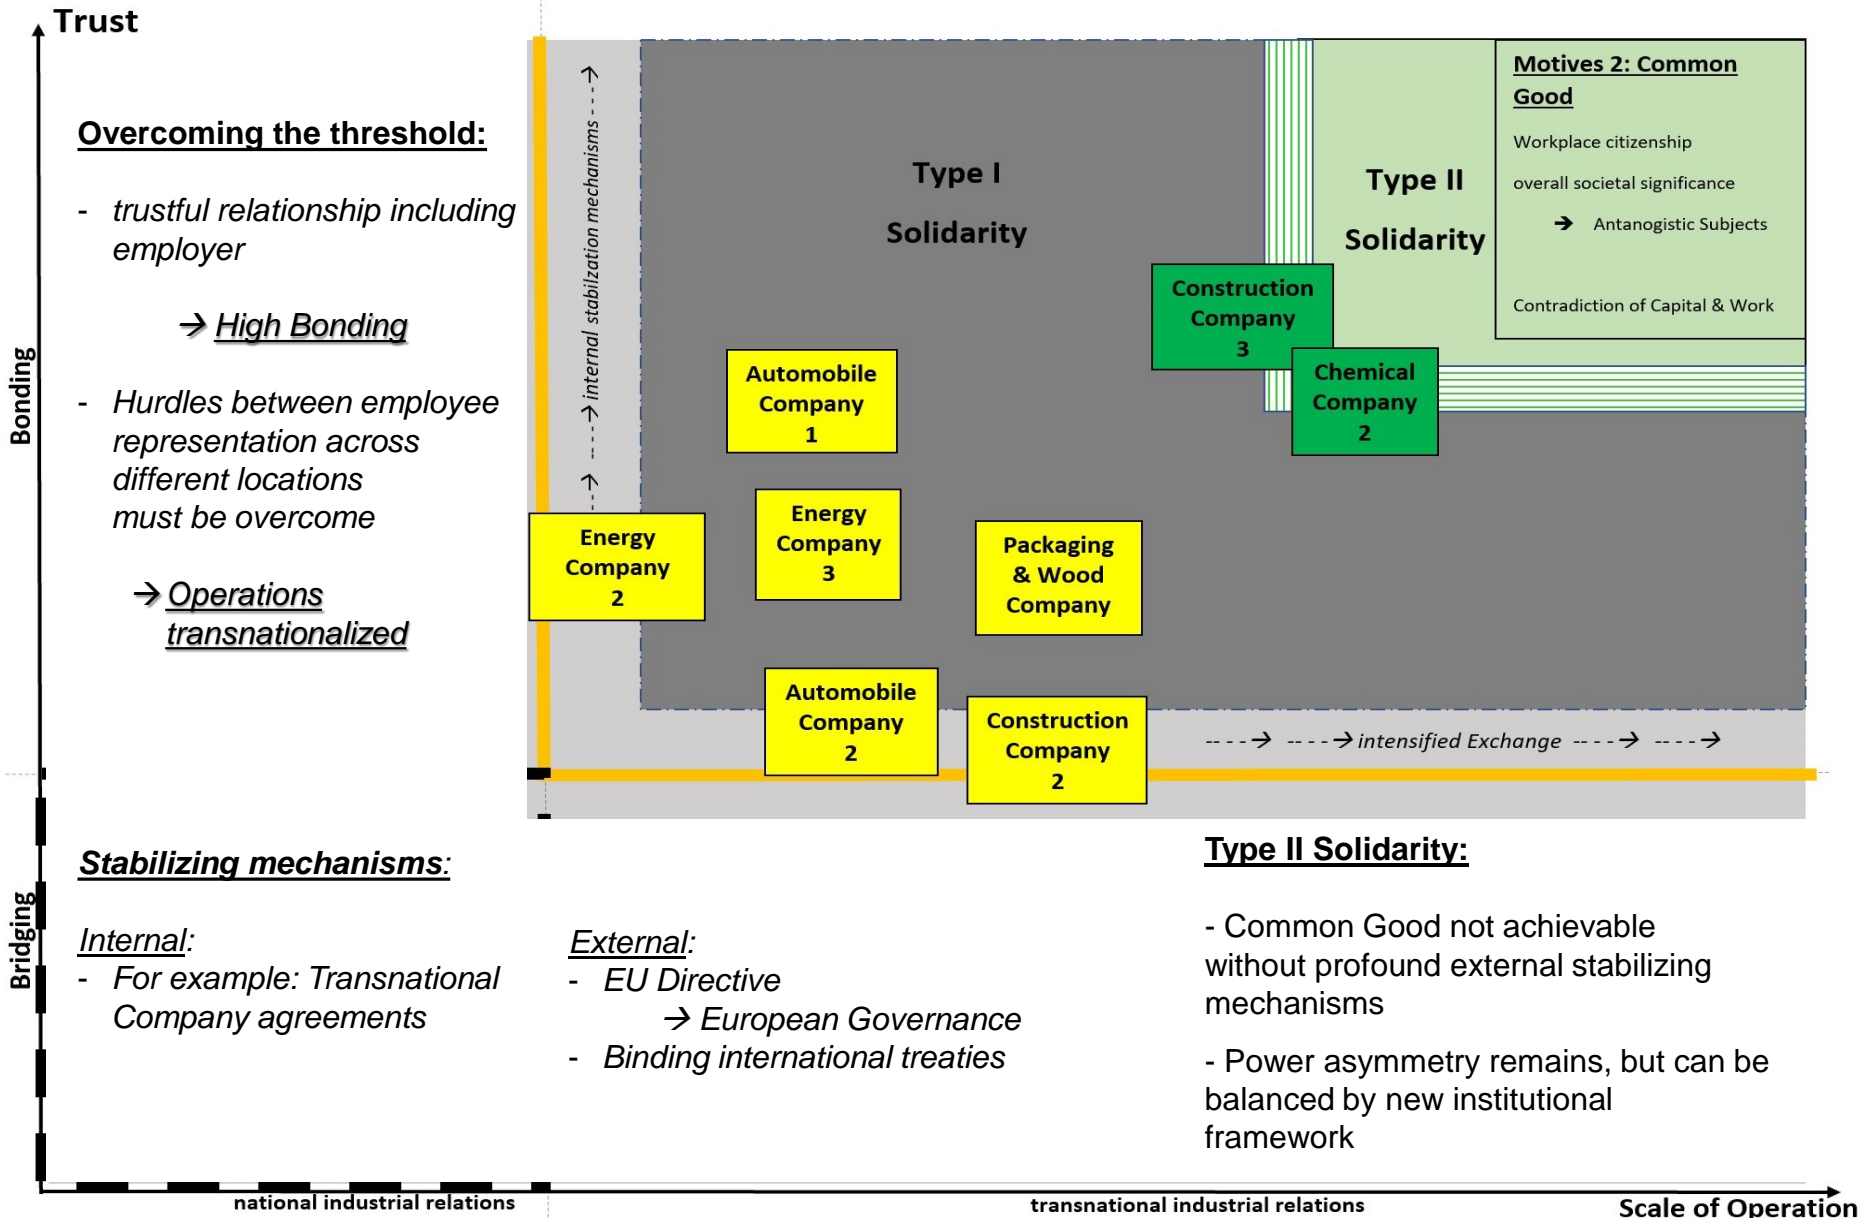 Trust
Bonding
Bridging
Overcoming the threshold:
- trustful relationship including
employer
→ High Bonding
- Hurdles between employee
representation across
different locations
must be overcome
→ Operations
transnationalized
---→ ---→ internal stabilzation mechanisms ---→
Type I
Solidarity
Type II
Solidarity
Motives 2: Common
Good
Workplace citizenship
overall societal significance
→ Antanogistic Subjects
Contradiction of Capital & Work
Construction
Company
3
Chemical
Company
2
Automobile
Company
1
Energy
Company
3
Energy
Company
2
Packaging
& Wood
Company
Automobile
Company
2
Construction
Company
2
----→ ----→ intensified Exchange ----→ ----→
Stabilizing mechanisms:
Internal:
- For example: Transnational
Company agreements
External:
- EU Directive
→ European Governance
- Binding international treaties
Type II Solidarity:
- Common Good not achievable
without profound external stabilizing
mechanisms
- Power asymmetry remains, but can be
balanced by new institutional
framework
national industrial relations
transnational industrial relations
Scale of Operation